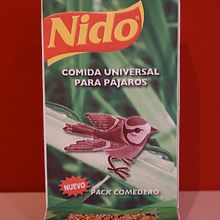 Nido®
COMIDA UNIVERSAL
PARA PÁJAROS
NUEVO
PACK COMEDERO